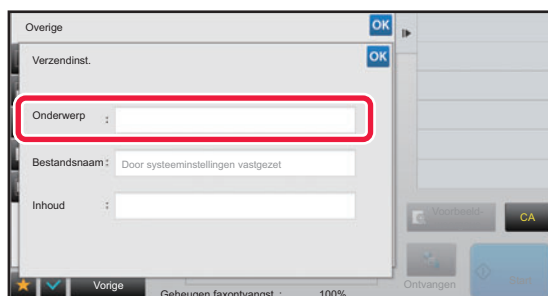 Overige
OK
Verzendinst.
OK
Onderwerp :
Bestandsnaam : Door systeeminstellingen vastgezet
Inhoud :
Voorbeeld-
CA
Vorige
Geheugen faxontvangst : 100%
Ontvangen